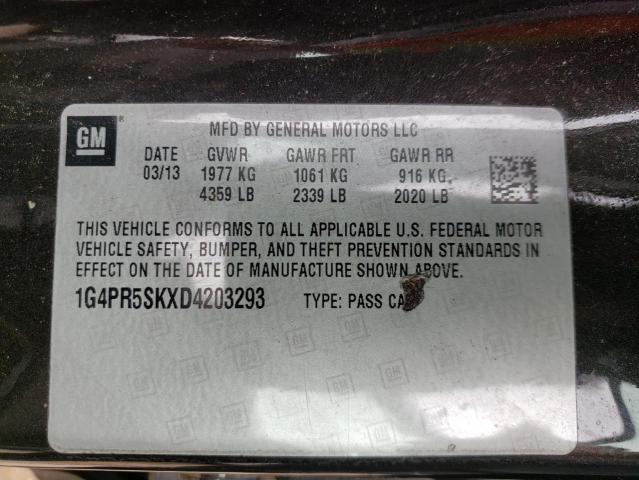 GM ®
MFD BY GENERAL MOTORS LLC
DATE GVWR GAWR FRT GAWR RR
03/13 1977 KG 1061 KG 916 KG
4359 LB 2339 LB 2020 LB
THIS VEHICLE CONFORMS TO ALL APPLICABLE U.S. FEDERAL MOTOR
VEHICLE SAFETY, BUMPER, AND THEFT PREVENTION STANDARDS IN
EFFECT ON THE DATE OF MANUFACTURE SHOWN ABOVE.
1G4PR5SKXD4203293 TYPE: PASS CA